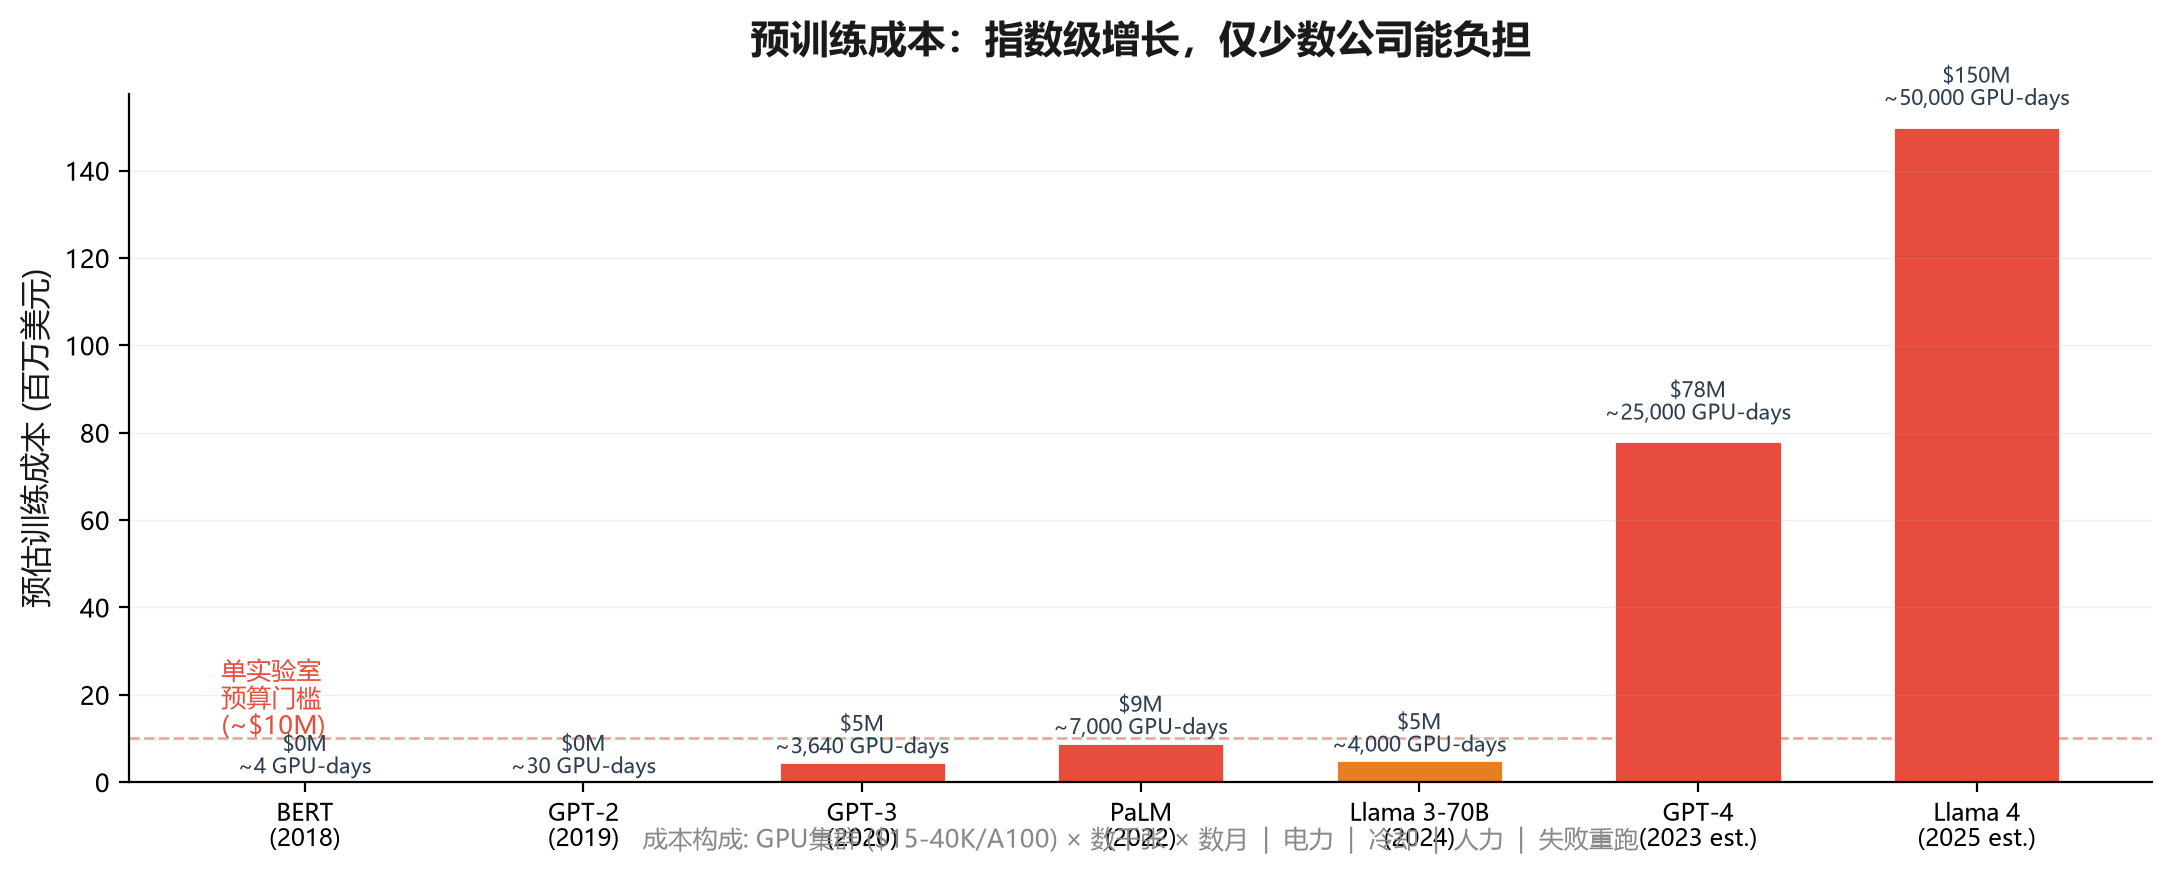 预训练成本：指数级增长，仅少数公司能负担
预估训练成本 (百万美元)
140
120
100
80
60
40
20
0
单实验室
预算门槛
(~$10M)
$0M
~4 GPU-days
$0M
~30 GPU-days
$5M
~3,640 GPU-days
$9M
~7,000 GPU-days
$5M
~4,000 GPU-days
$78M
~25,000 GPU-days
$150M
~50,000 GPU-days
BERT
(2018)
GPT-2
(2019)
GPT-3
(2020)
PaLM
(2022)
Llama 3-70B
(2024)
GPT-4
(2023 est.)
Llama 4
(2025 est.)
成本构成: GPU集群 ($15-40K/A100) × 数千张 × 数月 | 电力 | 冷却 | 人力 | 失败重跑